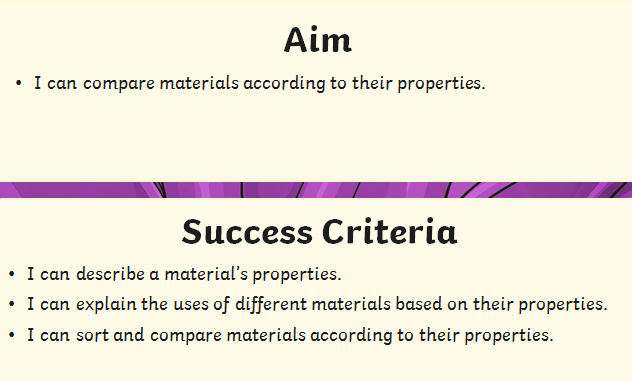 Aim
• I can compare materials according to their properties.
Success Criteria
• I can describe a material's properties.
• I can explain the uses of different materials based on their properties.
• I can sort and compare materials according to their properties.